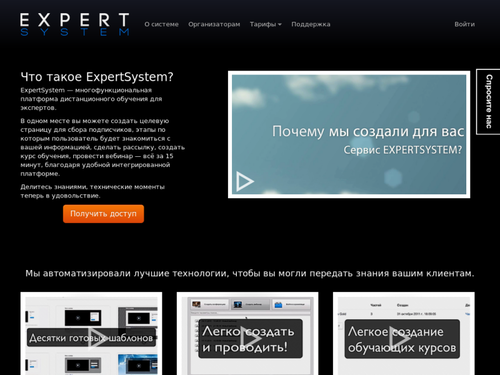 EXPERT
SYSTEM
О системе
Организаторам
Тарифы
Поддержка
Войти
Что такое ExpertSystem?
ExpertSystem — многофункциональная
платформа дистанционного обучения для
экспертов.
В одном месте вы можете создать целевую
страницу для сбора подписчиков, этапы по
которым пользователь будет знакомиться с
вашей информацией, сделать рассылку, создать
курс обучения, провести вебинар — всё за 15
минут, благодаря удобной интегрированной
платформе.
Делитесь знаниями, технические моменты
теперь в удовольствие.
Получить доступ
Почему мы создали для вас
Сервис EXPERTSYSTEM?
Спросите нас
Мы автоматизировали лучшие технологии, чтобы вы могли передать знания вашим клиентам.
Десятки готовых шаблонов
Легко создать
и проводить!
Легкое создание
обучающих курсов